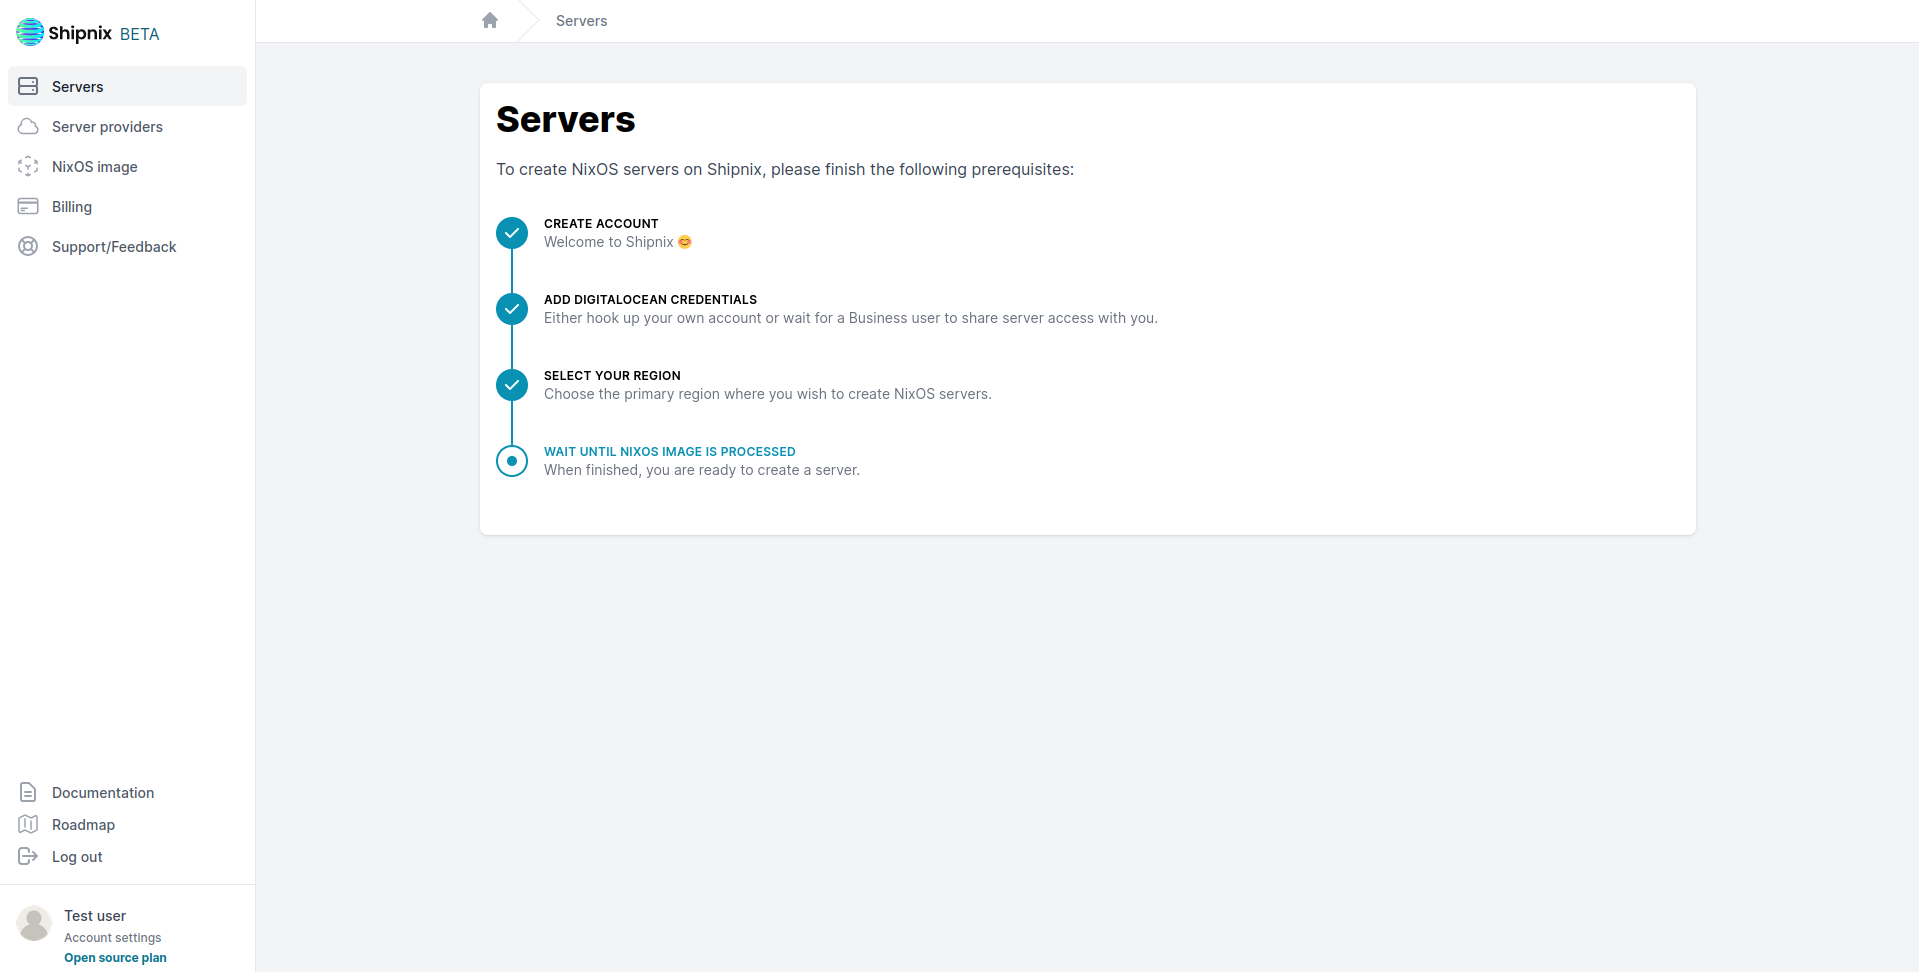 Shipnix BETA
Servers
Server providers
NixOS image
Billing
Support/Feedback
Documentation
Roadmap
Log out
Test user
Account settings
Open source plan
Servers
Servers
To create NixOS servers on Shipnix, please finish the following prerequisites:
CREATE ACCOUNT
Welcome to Shipnix 😊
ADD DIGITALOCEAN CREDENTIALS
Either hook up your own account or wait for a Business user to share server access with you.
SELECT YOUR REGION
Choose the primary region where you wish to create NixOS servers.
WAIT UNTIL NIXOS IMAGE IS PROCESSED
When finished, you are ready to create a server.